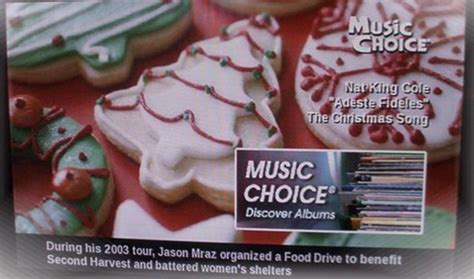 MUSIC
CHOICE®
Nat King Cole
"Adeste Fideles"
The Christmas Song
MUSIC
CHOICE®
Discover Albums
During his 2003 tour, Jason Mraz organized a Food Drive to benefit
Second Harvest and battered women's shelters